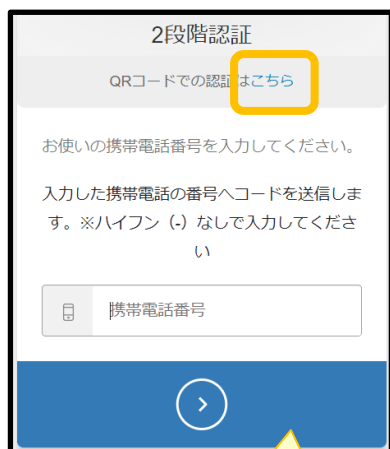 2段階認証
QRコードでの認証はこちら
お使いの携帯電話番号を入力してください。
入力した携帯電話の番号へコードを送信しま
す。※ハイフン（-）なしで入力してくださ
い
携帯電話番号